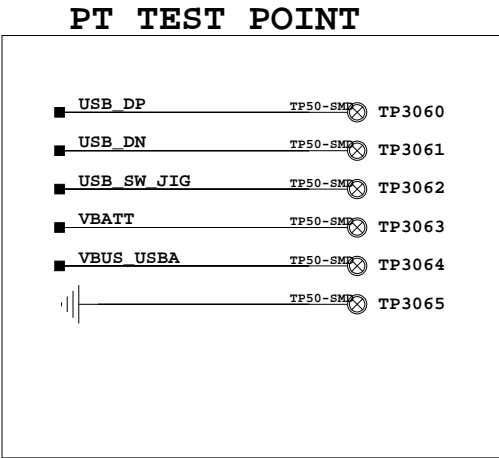 PT TEST POINT
USB_DP TP50-SMD TP3060
USB_DN TP50-SMD TP3061
USB_SW_JIG TP50-SMD TP3062
VBATT TP50-SMD TP3063
VBUS_USBA TP50-SMD TP3064
TP50-SMD TP3065